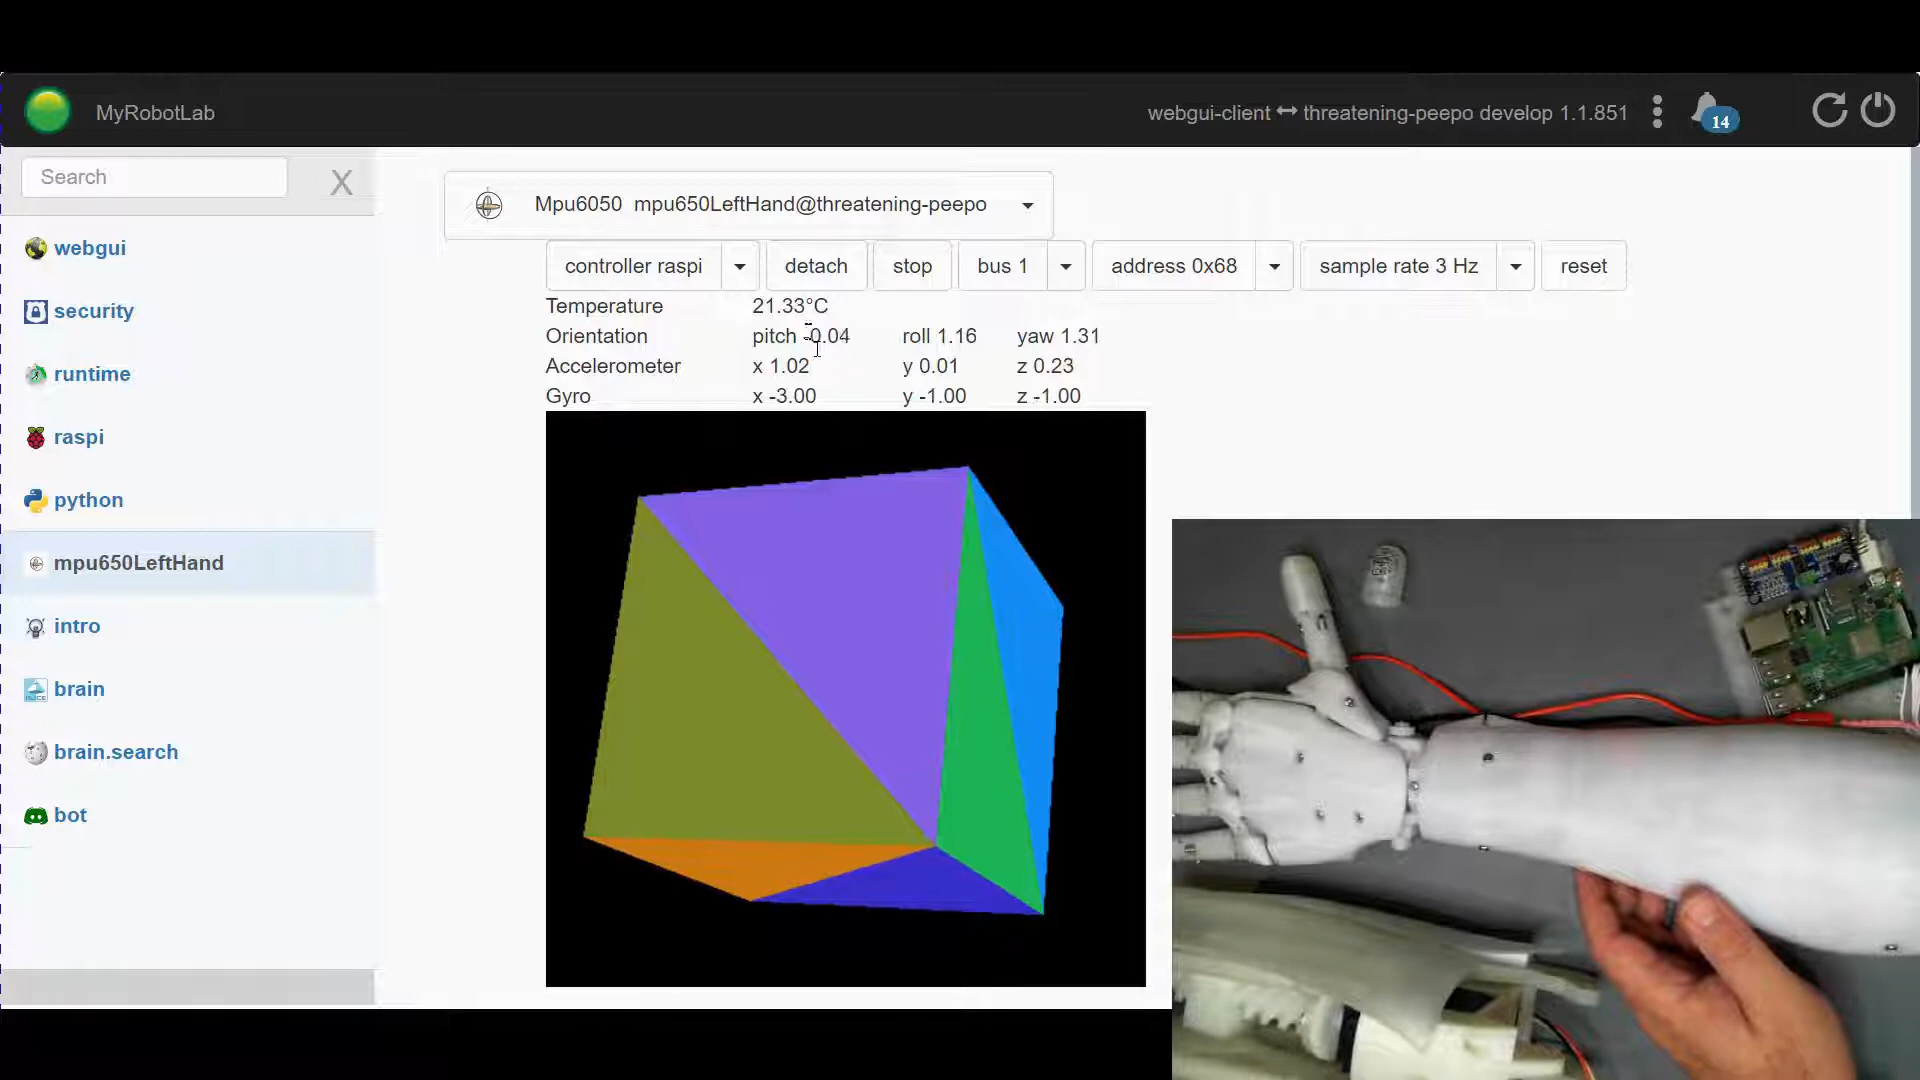 MyRobotLab
webgui-client ↔ threatening-peepo develop 1.1.851
14
Search
X
webgui
security
runtime
raspi
python
mpu650LeftHand
intro
brain
brain.search
bot
Mpu6050 mpu650LeftHand@threatening-peepo
controller raspi detach stop bus 1 address 0x68 sample rate 3 Hz reset
Temperature 21.33°C
Orientation pitch -0.04 roll 1.16 yaw 1.31
Accelerometer x 1.02 y 0.01 z 0.23
Gyro x -3.00 y -1.00 z -1.00